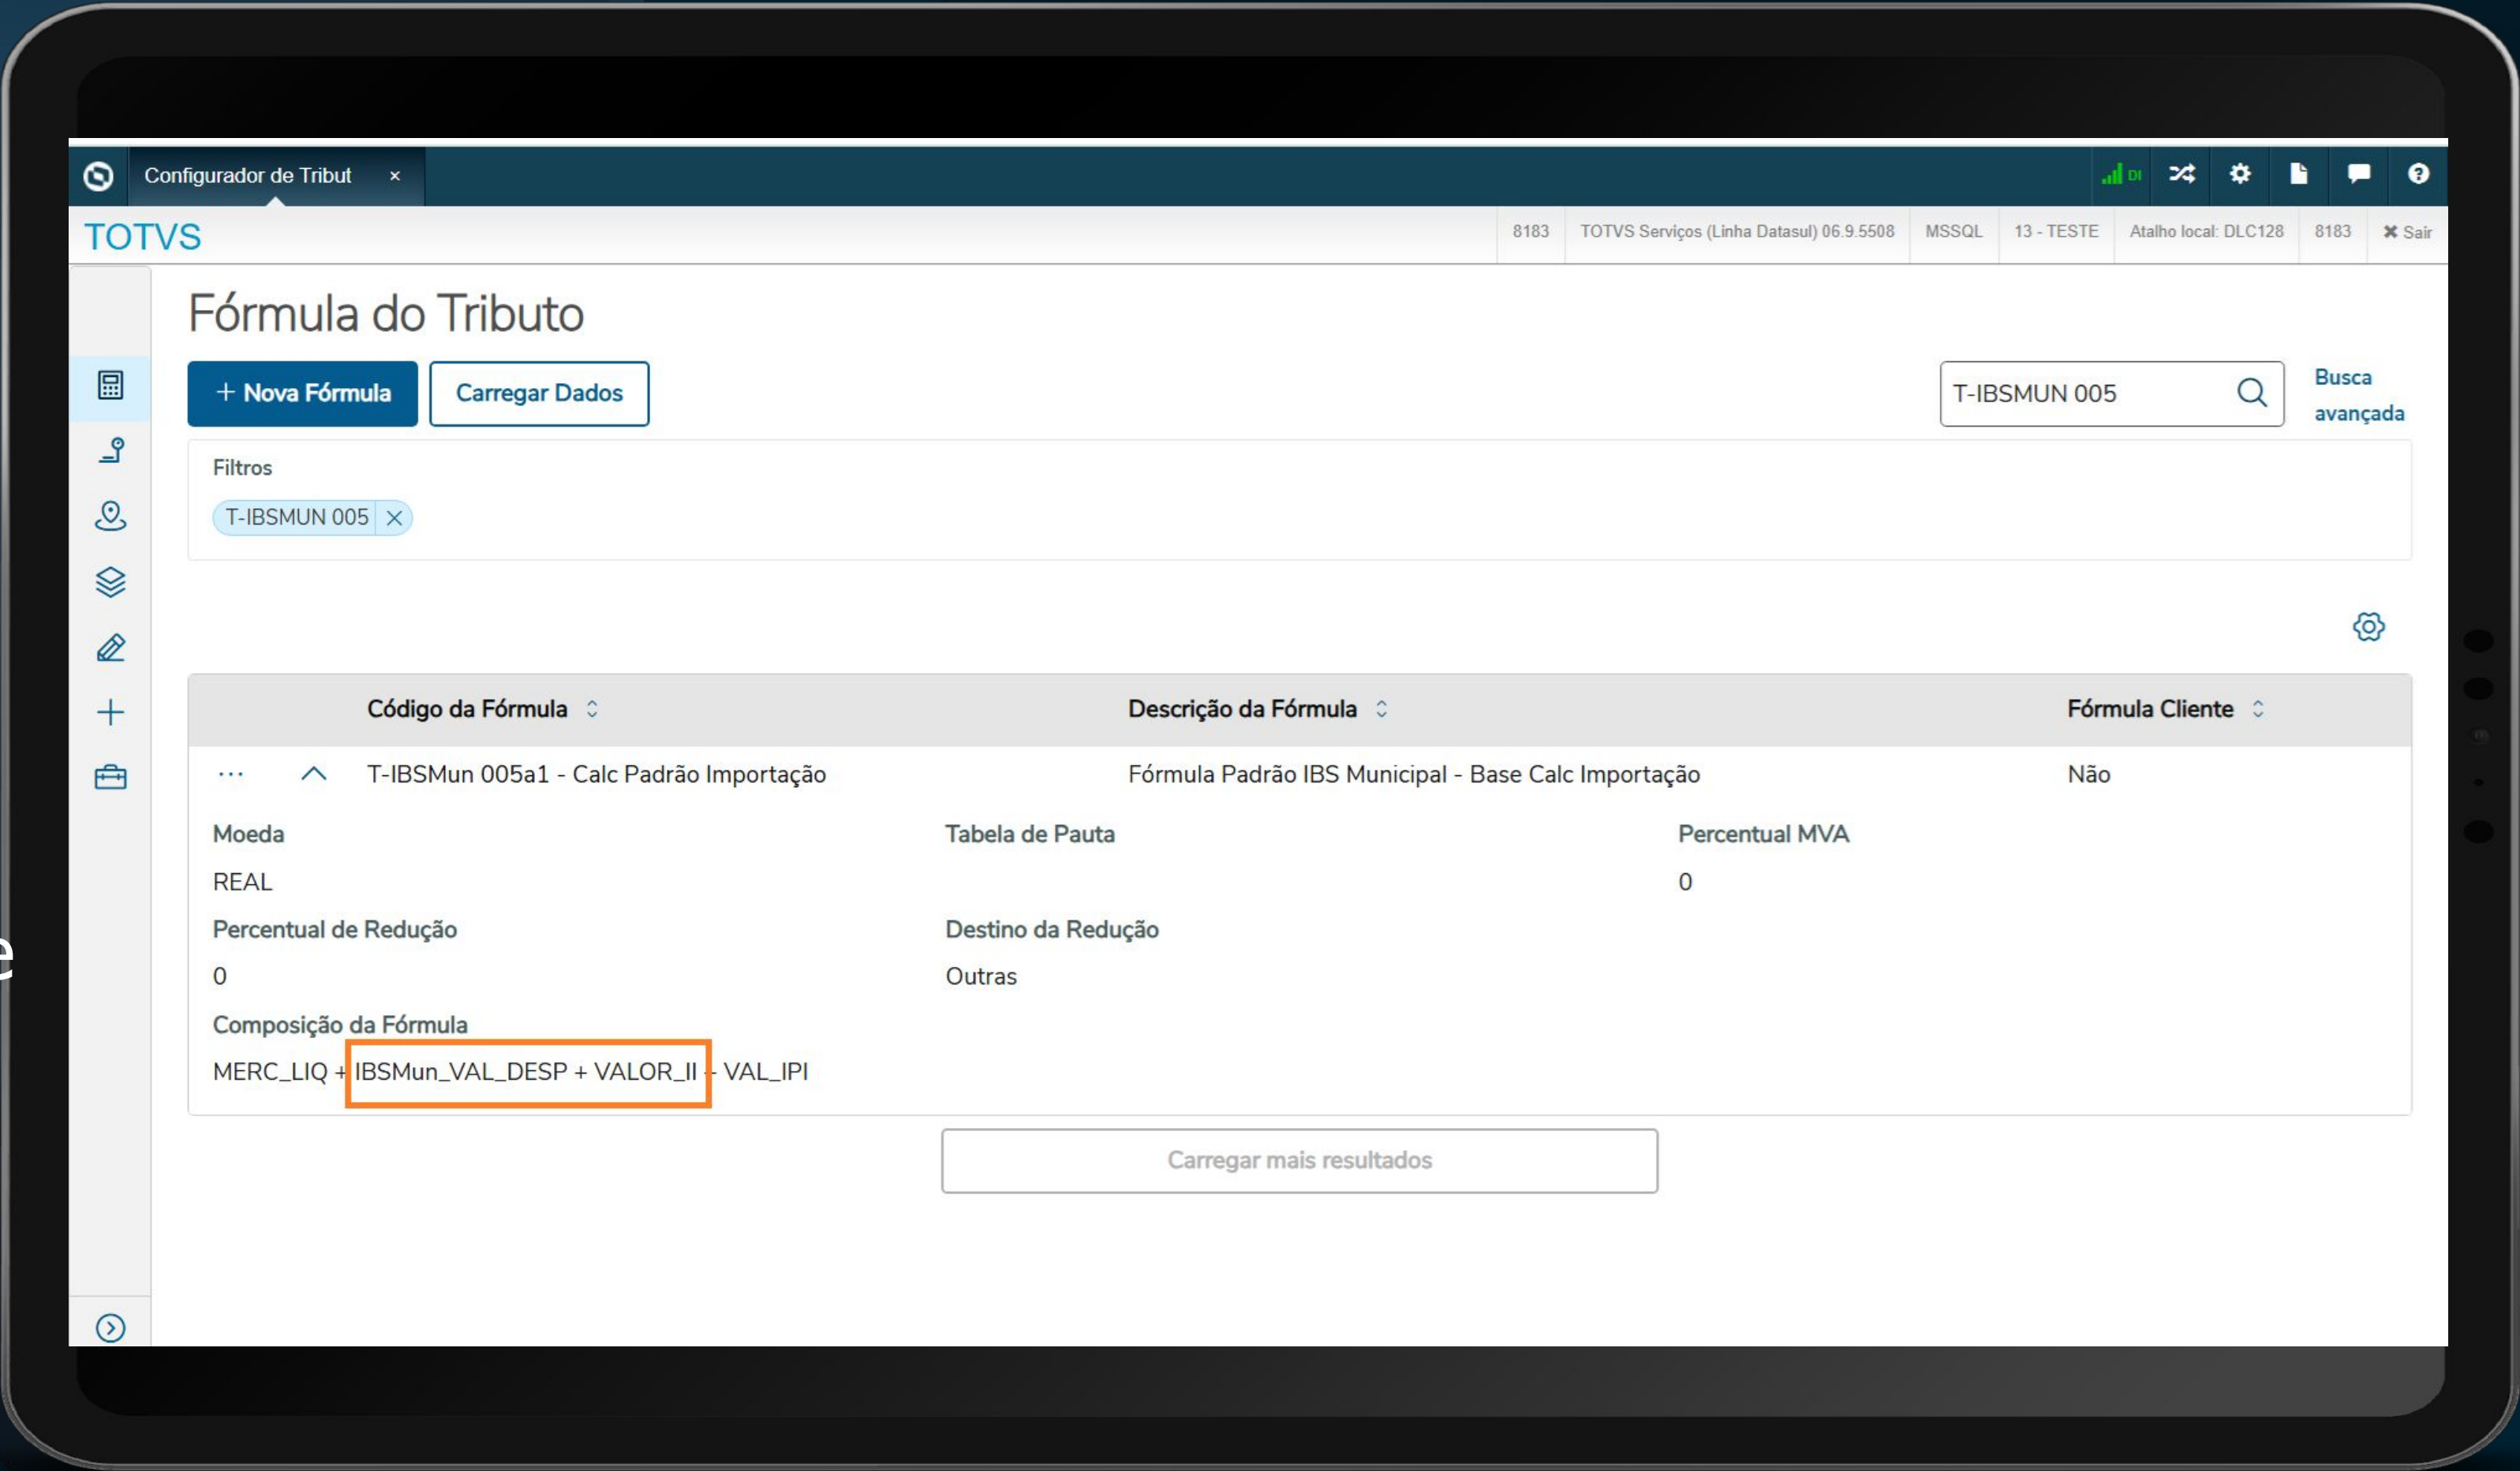 Configurador de Tribut ×
DI
TOTVS
8183 TOTVS Serviços (Linha Datasul) 06.9.5508 MSSQL 13 - TESTE Atalho local: DLC128 8183 ✖ Sair
Fórmula do Tributo
+ Nova Fórmula
Carregar Dados
T-IBSMUN 005
Busca
avançada
Filtros
T-IBSMUN 005 ×
Código da Fórmula Descrição da Fórmula Fórmula Cliente
... T-IBSMun 005a1 - Calc Padrão Importação Fórmula Padrão IBS Municipal - Base Calc Importação Não
Moeda Tabela de Pauta Percentual MVA
REAL 0
Percentual de Redução Destino da Redução
0 Outras
Composição da Fórmula
MERC_LIQ + IBSMun_VAL_DESP + VALOR_II - VAL_IPI
Carregar mais resultados
e